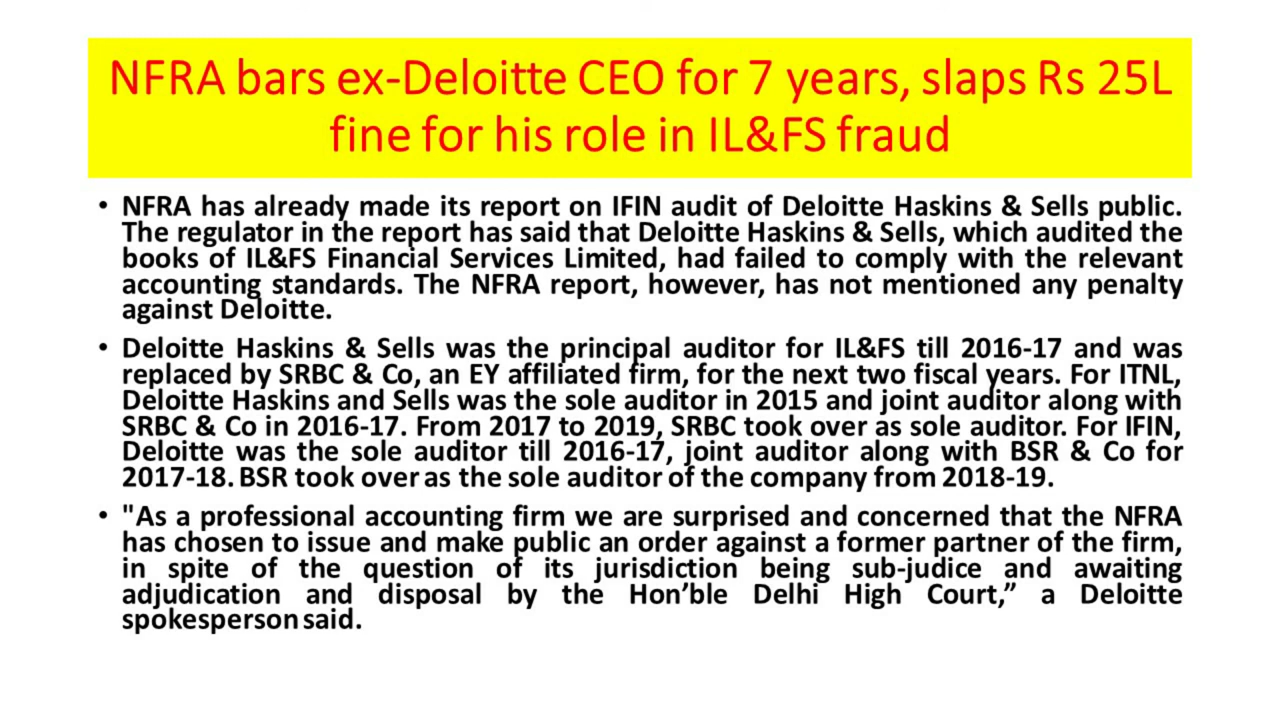 NFRA bars ex-Deloitte CEO for 7 years, slaps Rs 25L
fine for his role in IL&FS fraud
• NFRA has already made its report on IFIN audit of Deloitte Haskins & Sells public.
The regulator in the report has said that Deloitte Haskins & Sells, which audited the
books of IL&FS Financial Services Limited, had failed to comply with the relevant
accounting standards. The NFRA report, however, has not mentioned any penalty
against Deloitte.
• Deloitte Haskins & Sells was the principal auditor for IL&FS till 2016-17 and was
replaced by SRBC & Co, an EY affiliated firm, for the next two fiscal years. For ITNL,
Deloitte Haskins and Sells was the sole auditor in 2015 and joint auditor along with
SRBC & Co in 2016-17. From 2017 to 2019, SRBC took over as sole auditor. For IFIN,
Deloitte was the sole auditor till 2016-17, joint auditor along with BSR & Co for
2017-18. BSR took over as the sole auditor of the company from 2018-19.
• "As a professional accounting firm we are surprised and concerned that the NFRA
has chosen to issue and make public an order against a former partner of the firm,
in spite of the question of its jurisdiction being sub-judice and awaiting
adjudication and disposal by the Hon’ble Delhi High Court,” a Deloitte
spokesperson said.